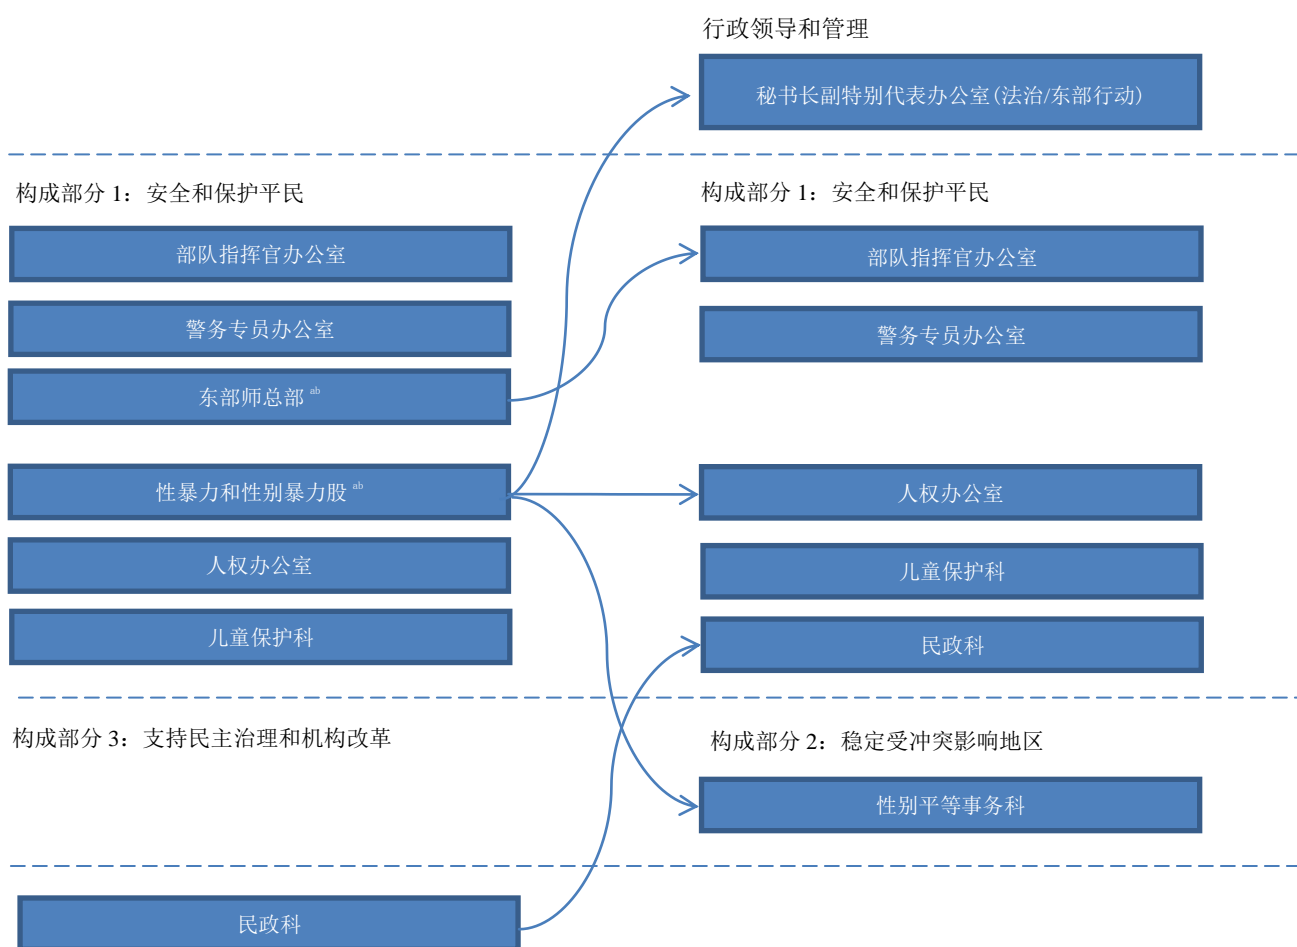 行政领导和管理
秘书长副特别代表办公室(法治/东部行动)
构成部分 1：安全和保护平民
构成部分 1：安全和保护平民
部队指挥官办公室
部队指挥官办公室
警务专员办公室
警务专员办公室
东部师总部 ab
性暴力和性别暴力股 ab
人权办公室
人权办公室
儿童保护科
儿童保护科
民政科
构成部分 3：支持民主治理和机构改革
构成部分 2：稳定受冲突影响地区
性别平等事务科
民政科